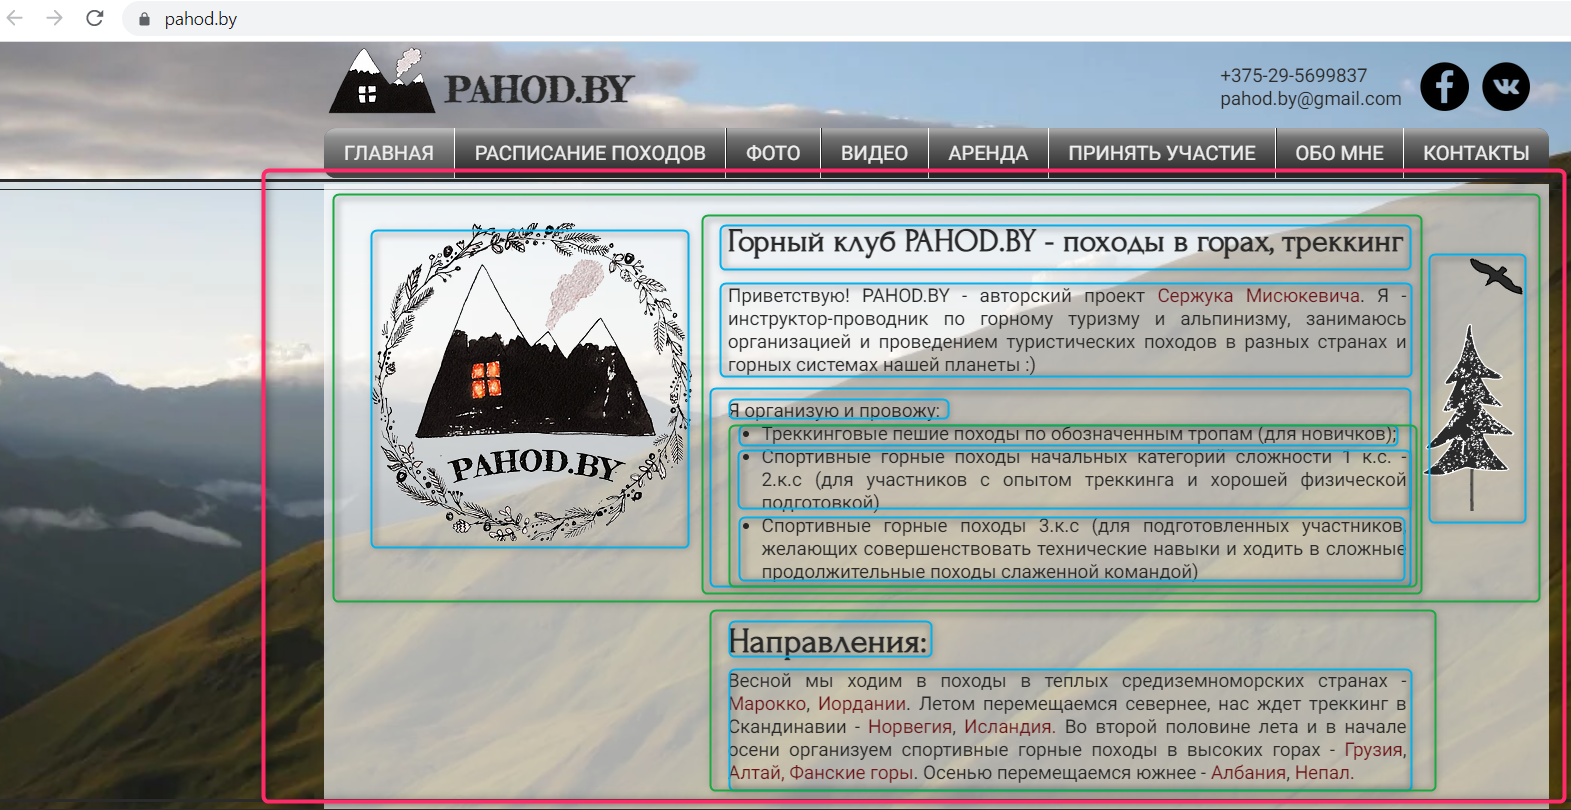 pahod.by
PAHOD.BY
+375-29-5699837
pahod.by@gmail.com
ГЛАВНАЯ РАСПИСАНИЕ ПОХОДОВ ФОТО ВИДЕО АРЕНДА ПРИНЯТЬ УЧАСТИЕ ОБО МНЕ КОНТАКТЫ
PAHOD.BY
Горный клуб PAHOD.BY - походы в горах, треккинг
Приветствую! PAHOD.BY - авторский проект Сержука Мисюкевича. Я -
инструктор-проводник по горному туризму и альпинизму, занимаюсь
организацией и проведением туристических походов в разных странах и
горных системах нашей планеты :)
Я организую и провожу:
• Треккинговые пешие походы по обозначенным тропам (для новичков);
• Спортивные горные походы начальных категорий сложности 1 к.с. -
2.к.с (для участников с опытом треккинга и хорошей физической
подготовкой)
• Спортивные горные походы 3.к.с (для подготовленных участников,
желающих совершенствовать технические навыки и ходить в сложные
продолжительные походы слаженной командой)
Направления:
Весной мы ходим в походы в теплых средиземноморских странах -
Марокко, Иордании. Летом перемещаемся севернее, нас ждет треккинг в
Скандинавии - Норвегия, Исландия. Во второй половине лета и в начале
осени организуем спортивные горные походы в высоких горах - Грузия,
Алтай, Фанские горы. Осенью перемещаемся южнее - Албания, Непал.